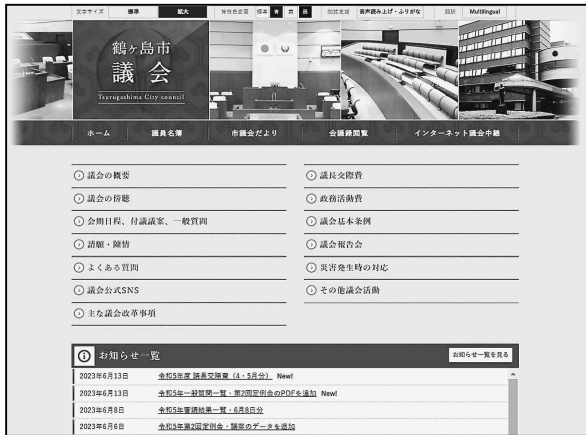 文字サイズ 標準 拡大 背景色変更 標準 青 黄 黒 閲覧支援 音声読み上げ・ふりがな 翻訳 Multilingual
鶴ヶ島市
議会
Tsurugashima City council
ホーム 議員名簿 市議会だより 会議録閲覧 インターネット議会中継
議会の概要
議会の傍聴
会期日程、付議議案、一般質問
請願・陳情
よくある質問
議会公式SNS
主な議会改革事項
議長交際費
政務活動費
議会基本条例
議会報告会
災害発生時の対応
その他議会活動
お知らせ一覧 お知らせ一覧を見る
2023年6月13日 令和5年度 議長交際費（4・5月分） New!
2023年6月13日 令和5年一般質問一覧・第2回定例会のPDFを追加 New!
2023年6月8日 令和5年審議結果一覧・6月8日分
2023年6月6日 令和5年第2回定例会・議案のデータを追加